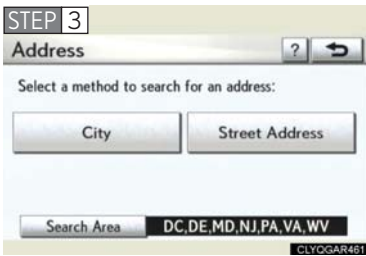 STEP 3
Address ?
Select a method to search for an address:
City Street Address
Search Area DC,DE,MD,NJ,PA,VA,WV
CLYQGAR461